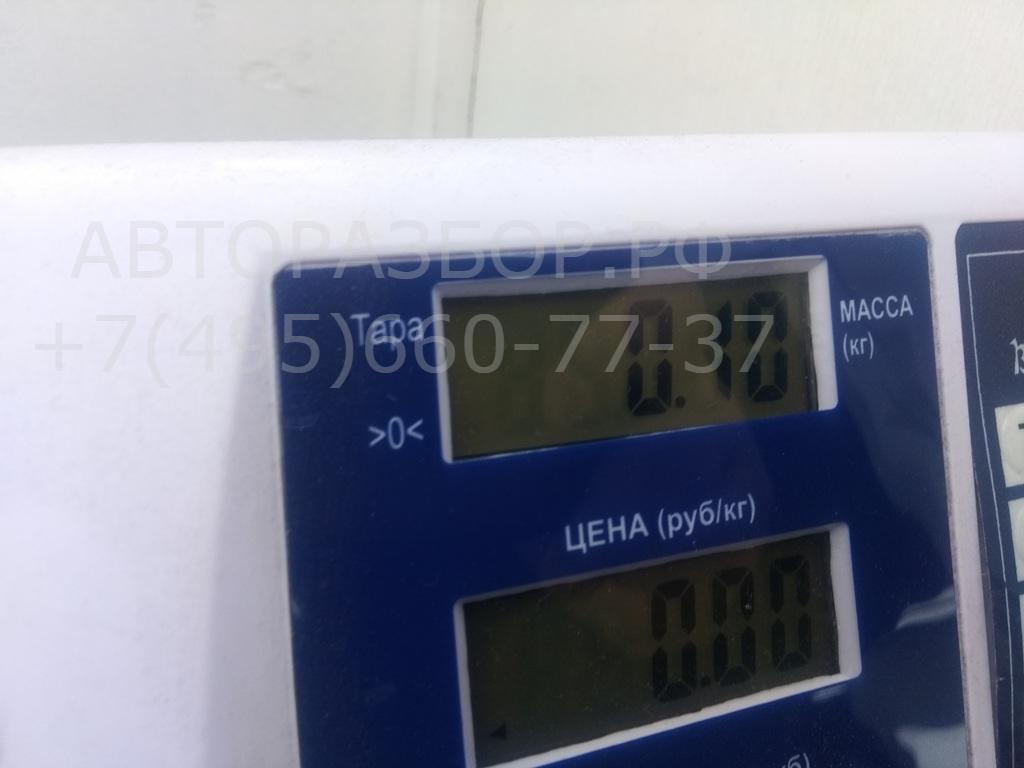 АВТОРАЗБОР.РФ
+7(495)660-77-37
Тара
0.10
МАССА
(кг)
>0<
ЦЕНА (руб/кг)
0.00